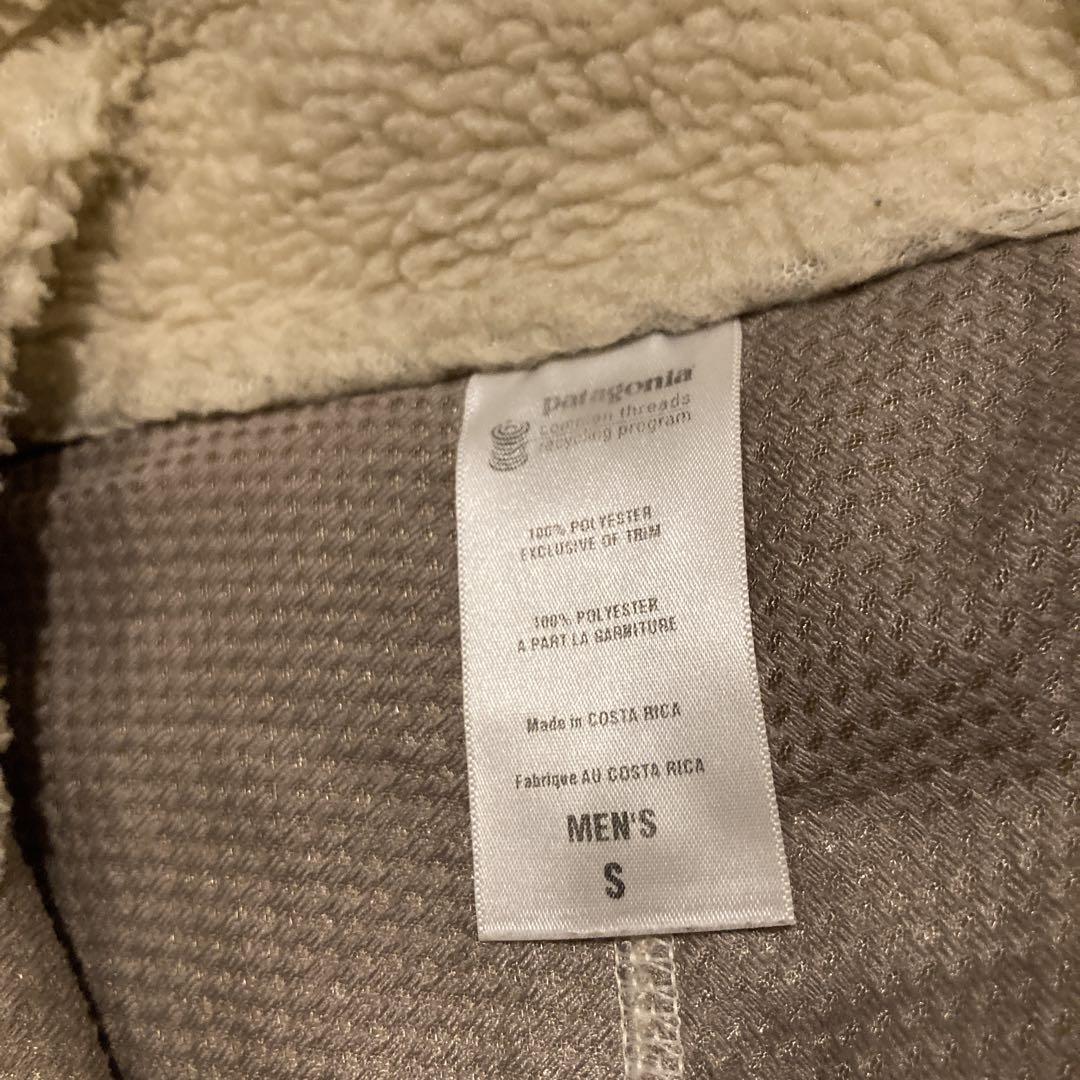 patagonia
common threads
recycling program
100% POLYESTER
EXCLUSIVE OF TRIM
100% POLYESTER
A PART LA GARNITURE
Made in COSTA RICA
Fabrique AU COSTA RICA
MEN'S
S